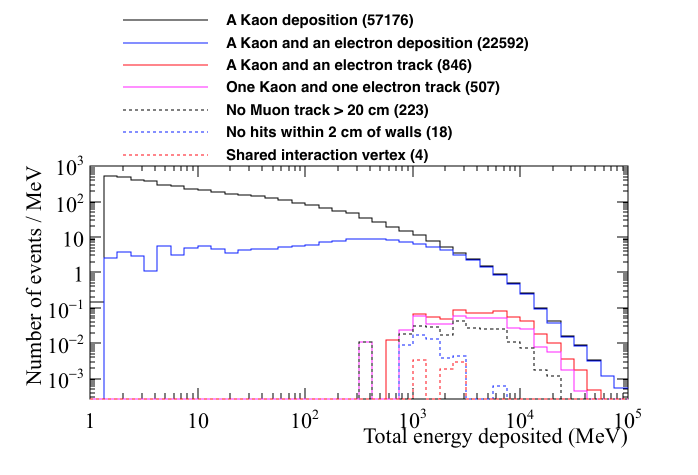 A Kaon deposition (57176)
A Kaon and an electron deposition (22592)
A Kaon and an electron track (846)
One Kaon and one electron track (507)
No Muon track > 20 cm (223)
No hits within 2 cm of walls (18)
Shared interaction vertex (4)
Number of events / MeV
10³
10²
10
1
10⁻¹
10⁻²
10⁻³
1 10 10² 10³ 10⁴ 10⁵
Total energy deposited (MeV)